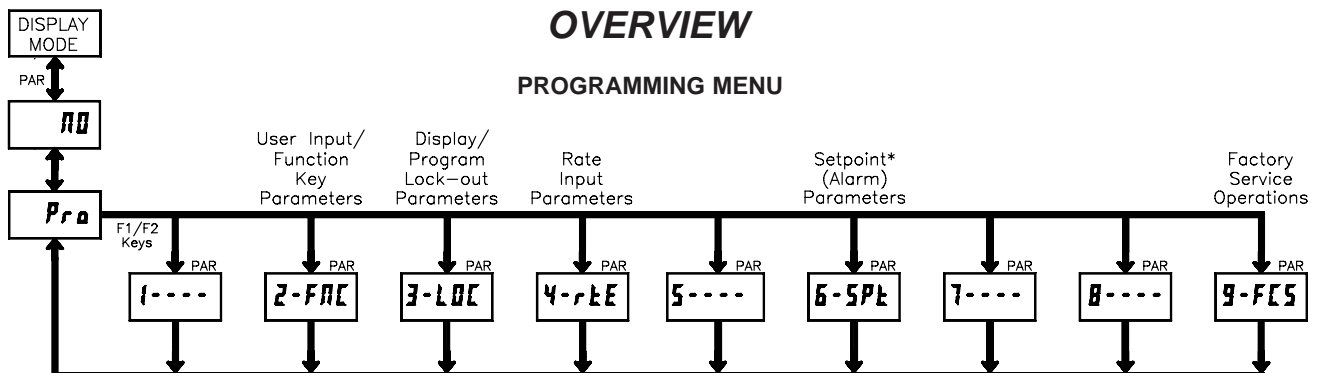 OVERVIEW
PROGRAMMING MENU
DISPLAY
MODE
PAR
NO
Pro
F1/F2
Keys
User Input/
Function
Key
Parameters
Display/
Program
Lock-out
Parameters
Rate
Input
Parameters
Setpoint*
(Alarm)
Parameters
Factory
Service
Operations
PAR
PAR
PAR
PAR
PAR
PAR
PAR
PAR
PAR
1----
2-FNC
3-LOC
4-rtE
5----
6-SPt
7----
8----
9-FCS